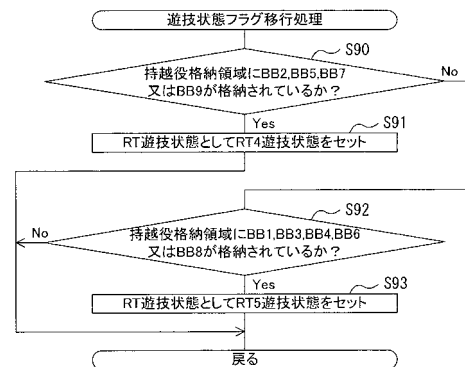 遊技状態フラグ移行処理
S90
持越役格納領域にBB2,BB5,BB7
又はBB9が格納されているか?
No
Yes
S91
RT遊技状態としてRT4遊技状態をセット
S92
No
持越役格納領域にBB1,BB3,BB4,BB6
又はBB8が格納されているか?
Yes
S93
RT遊技状態としてRT5遊技状態をセット
戻る